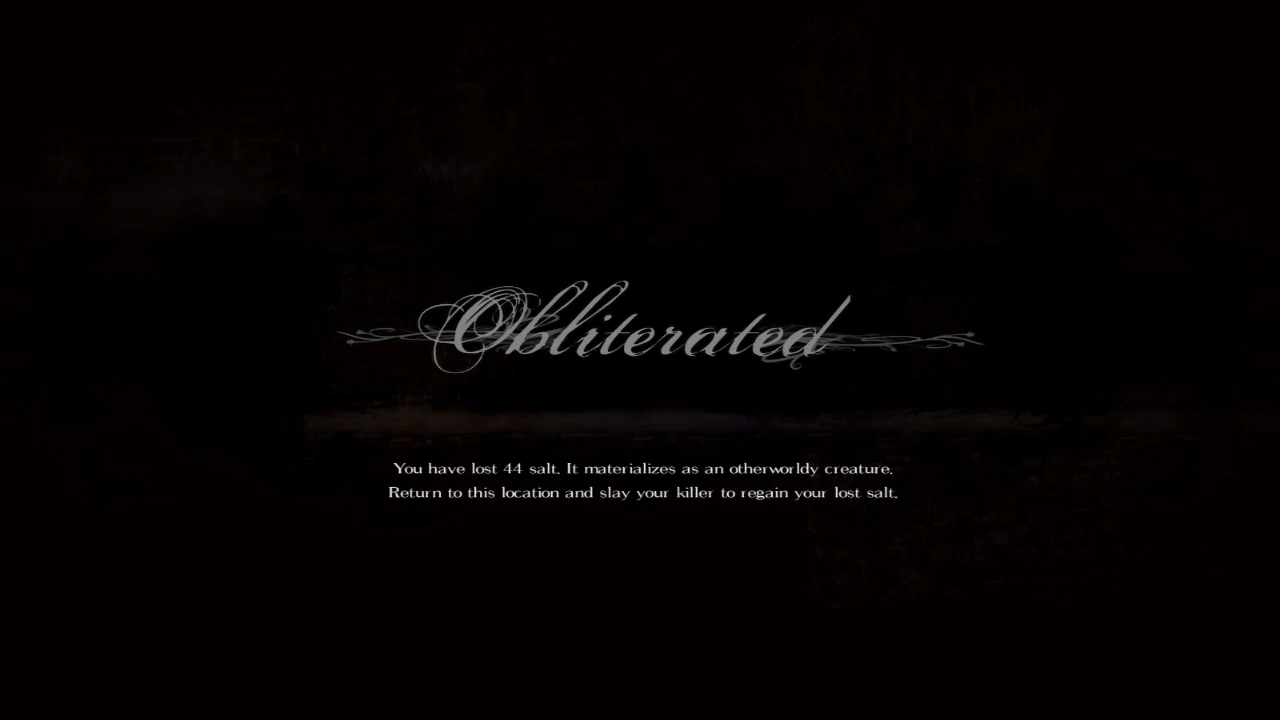 Obliterated
You have lost 44 salt. It materializes as an otherworldy creature.
Return to this location and slay your killer to regain your lost salt.